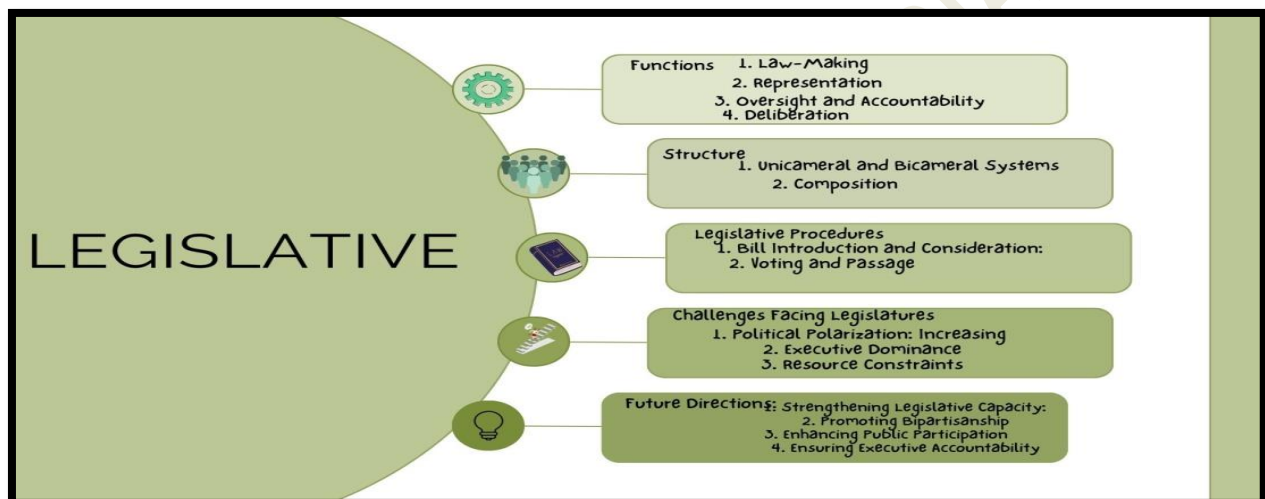 LEGISLATIVE
Functions 1. Law-Making
2. Representation
3. Oversight and Accountability
4. Deliberation
Structure
1. Unicameral and Bicameral Systems
2. Composition
Legislative Procedures
1. Bill Introduction and Consideration:
2. Voting and Passage
Challenges Facing Legislatures
1. Political Polarization: Increasing
2. Executive Dominance
3. Resource Constraints
Future Directions: 1. Strengthening Legislative Capacity:
2. Promoting Bipartisanship
3. Enhancing Public Participation
4. Ensuring Executive Accountability